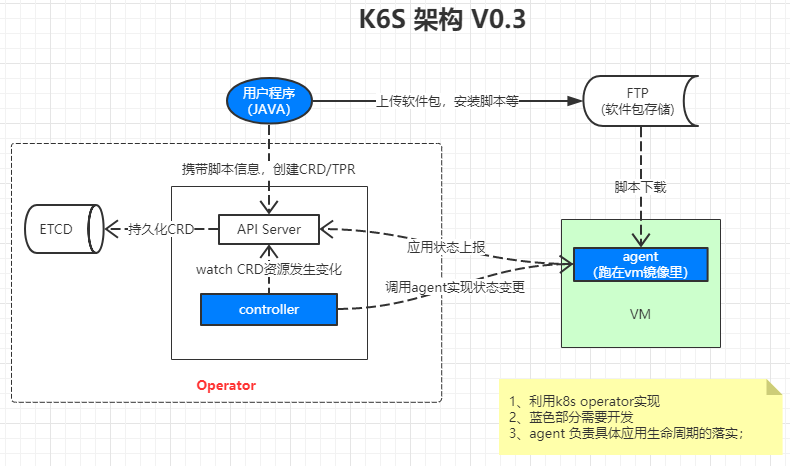 K6S 架构 V0.3
用户程序
（JAVA）
上传软件包，安装脚本等
FTP
(软件包存储)
携带脚本信息，创建CRD/TPR
脚本下载
ETCD
持久化CRD
API Server
应用状态上报
agent
（跑在vm镜像里）
watch CRD资源发生变化
调用agent实现状态变更
controller
VM
Operator
1、利用k8s operator实现
2、蓝色部分需要开发
3、agent 负责具体应用生命周期的落实；